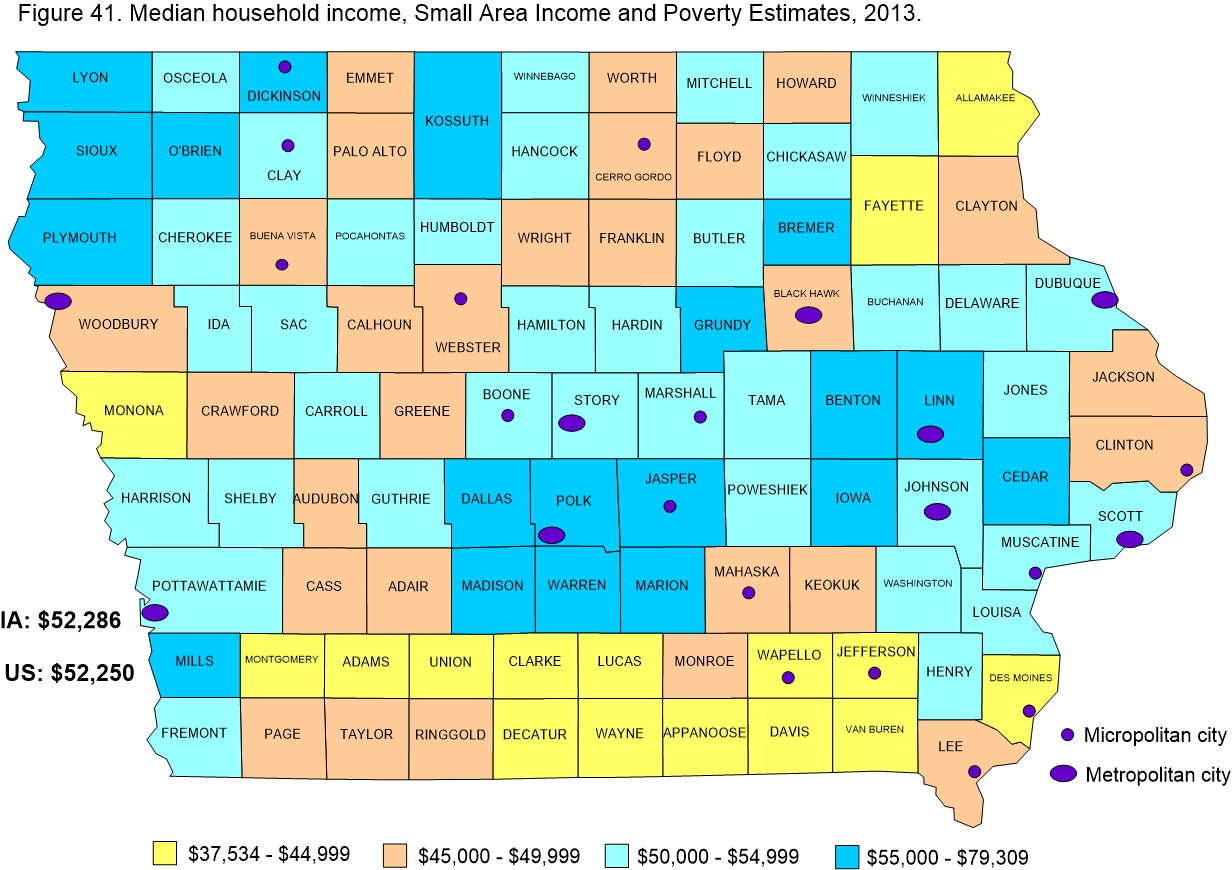 Figure 41. Median household income, Small Area Income and Poverty Estimates, 2013.
LYON OSCEOLA DICKINSON EMMET KOSSUTH WINNEBAGO WORTH MITCHELL HOWARD WINNESHIEK ALLAMAKEE
SIOUX O'BRIEN CLAY PALO ALTO HANCOCK CERRO GORDO FLOYD CHICKASAW
PLYMOUTH CHEROKEE BUENA VISTA POCAHONTAS HUMBOLDT WRIGHT FRANKLIN BUTLER BREMER FAYETTE CLAYTON
WOODBURY IDA SAC CALHOUN WEBSTER HAMILTON HARDIN GRUNDY BLACK HAWK BUCHANAN DELAWARE DUBUQUE
MONONA CRAWFORD CARROLL GREENE BOONE STORY MARSHALL TAMA BENTON LINN JONES JACKSON
CLINTON
HARRISON SHELBY AUDUBON GUTHRIE DALLAS POLK JASPER POWESHIEK IOWA JOHNSON CEDAR
SCOTT
MUSCATINE
POTTAWATTAMIE CASS ADAIR MADISON WARREN MARION MAHASKA KEOKUK WASHINGTON LOUISA
IA: $52,286
US: $52,250
MILLS MONTGOMERY ADAMS UNION CLARKE LUCAS MONROE WAPELLO JEFFERSON HENRY DES MOINES
FREMONT PAGE TAYLOR RINGGOLD DECATUR WAYNE APPANOOSE DAVIS VAN BUREN LEE
Micropolitan city
Metropolitan city
$37,534 - $44,999 $45,000 - $49,999 $50,000 - $54,999 $55,000 - $79,309